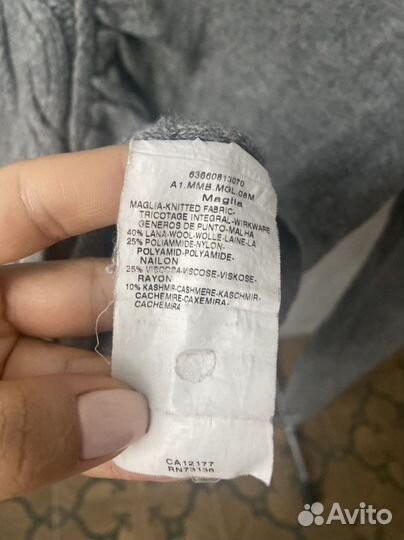 63660813070
A1.MMB.MGL.08M
Maglia
MAGLIA-KNITTED FABRIC-
TRICOTAGE INTEGRAL-WIRKWARE
GENEROS DE PUNTO-MALHA
40% LANA-WOOL-WOLLE-LAINE-LA
25% POLIAMMIDE-NYLON-
POLYAMID-POLYAMIDE-
NAILON
25% VISCOSA-VISCOSE-VISKOSE-
RAYON
10% KASHMIR-CASHMERE-KASCHMIR-
CACHEMIRE-CAXEMIRA-
CACHEMIRA
CA12177
RN73136
Avito